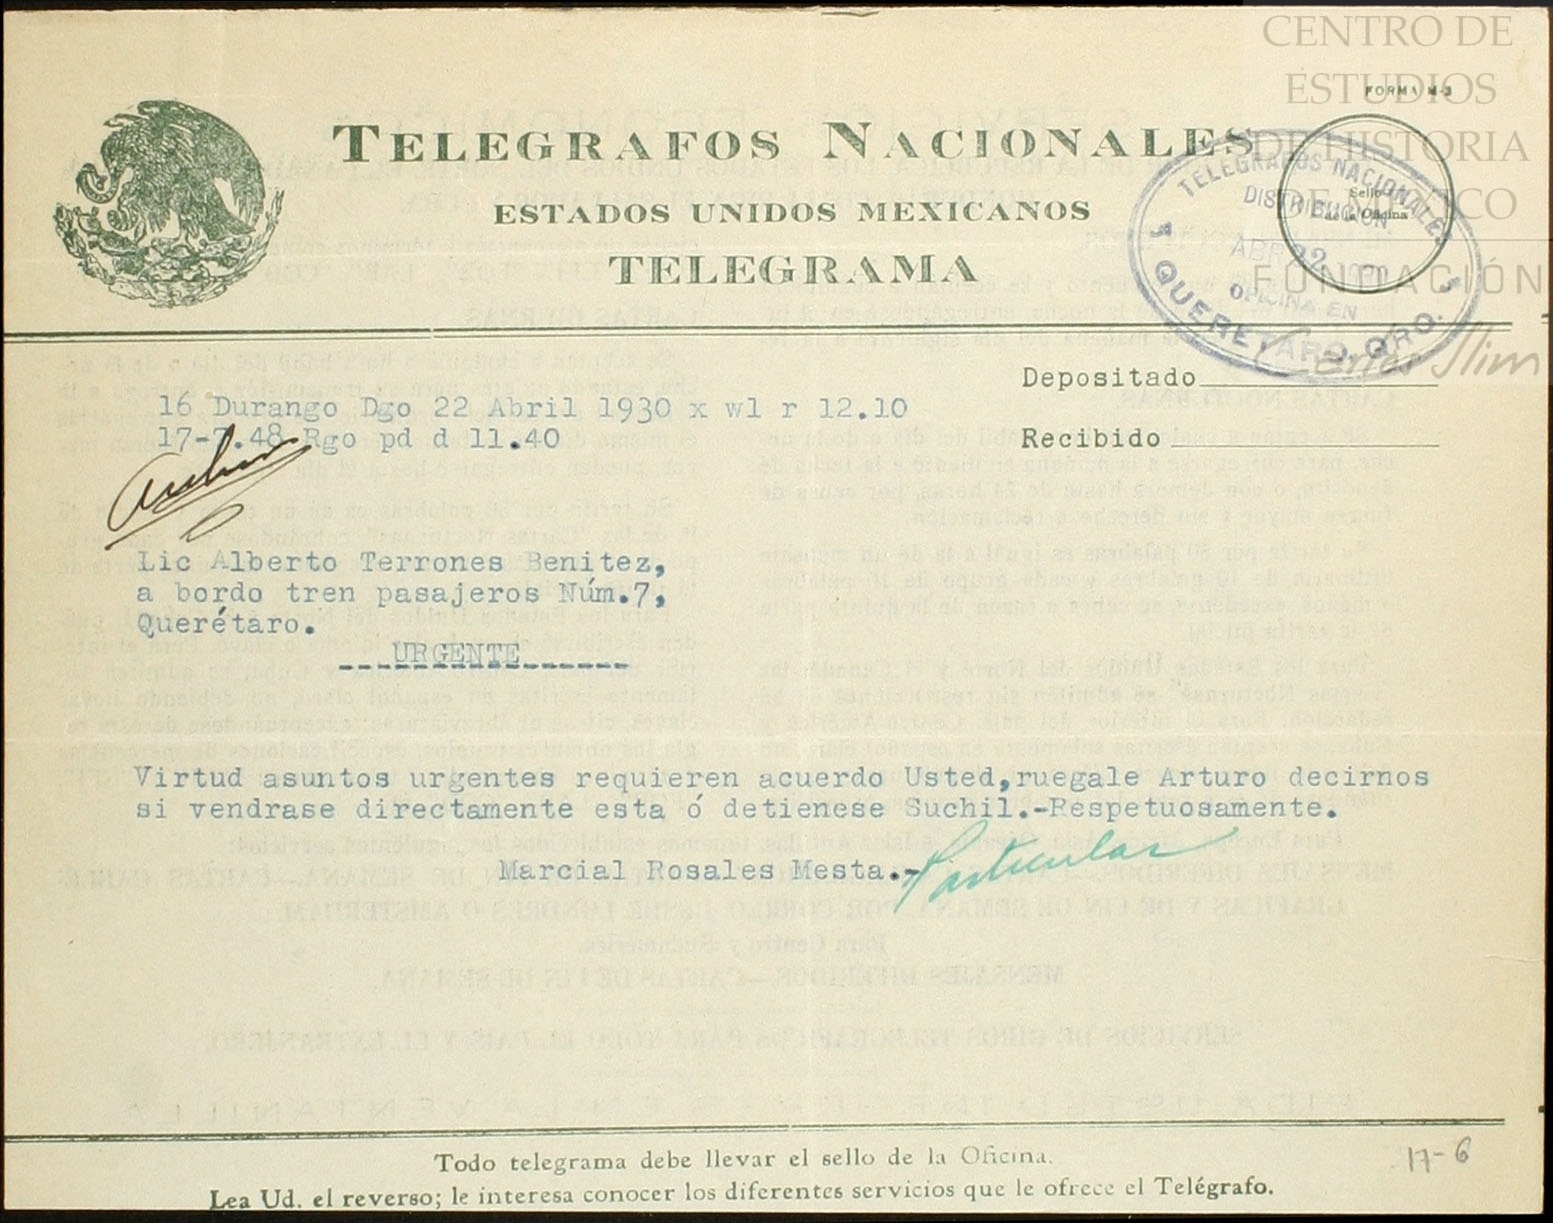 CENTRO DE
ESTUDIOS
DE HISTORIA
DE MÉXICO
FUNDACIÓN
Carlos Slim
FORMA M-3
TELEGRAFOS NACIONALES
ESTADOS UNIDOS MEXICANOS
TELEGRAMA
Sello
de la Oficina
TELEGRAFOS NACIONALES
DISTRIBUCION
ABR 22 1930
OFICINA EN
QUERETARO, QRO.
Depositado
16 Durango Dgo 22 Abril 1930 x wl r 12.10
17-7.48 Rgo pd d 11.40
Recibido
Lic Alberto Terrones Benitez,
a bordo tren pasajeros Núm.7,
Querétaro.
---URGENTE------
Virtud asuntos urgentes requieren acuerdo Usted,ruegale Arturo decirnos
si vendrase directamente esta ó detienese Suchil.-Respetuosamente.
Marcial Rosales Mesta.-
Particular
Todo telegrama debe llevar el sello de la Oficina.
Lea Ud. el reverso; le interesa conocer los diferentes servicios que le ofrece el Telégrafo.
17-6